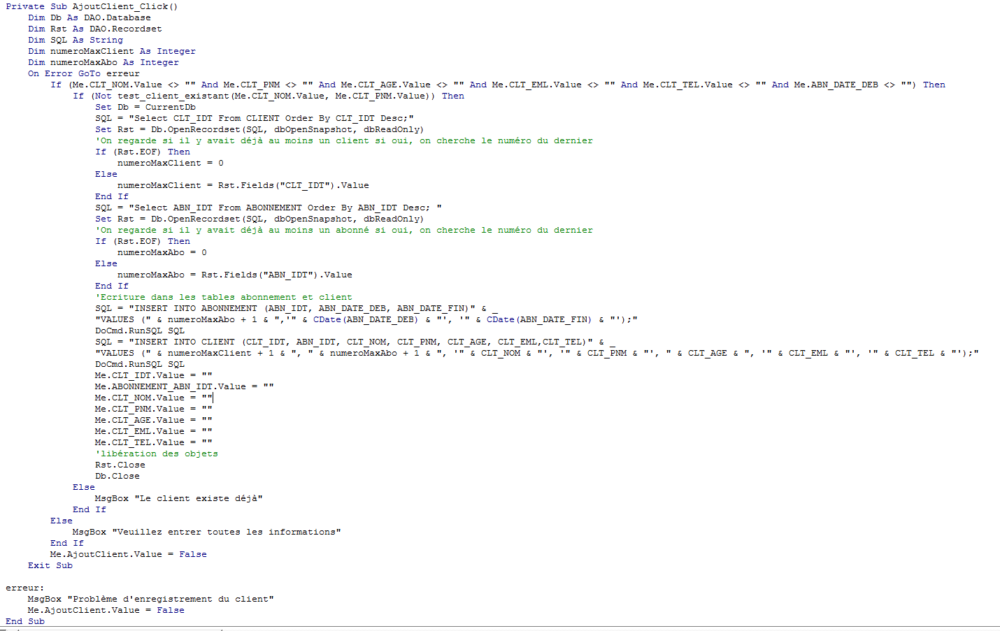 Private Sub AjoutClient_Click()
    Dim Db As DAO.Database
    Dim Rst As DAO.Recordset
    Dim SQL As String
    Dim numeroMaxClient As Integer
    Dim numeroMaxAbo As Integer
    On Error GoTo erreur
        If (Me.CLT_NOM.Value <> "" And Me.CLT_PNM <> "" And Me.CLT_AGE.Value <> "" And Me.CLT_EML.Value <> "" And Me.CLT_TEL.Value <> "" And Me.ABN_DATE_DEB <> "") Then
            If (Not test_client_existant(Me.CLT_NOM.Value, Me.CLT_PNM.Value)) Then
                Set Db = CurrentDb
                SQL = "Select CLT_IDT From CLIENT Order By CLT_IDT Desc;"
                Set Rst = Db.OpenRecordset(SQL, dbOpenSnapshot, dbReadOnly)
                'On regarde si il y avait déjà au moins un client si oui, on cherche le numéro du dernier
                If (Rst.EOF) Then
                    numeroMaxClient = 0
                Else
                    numeroMaxClient = Rst.Fields("CLT_IDT").Value
                End If
                SQL = "Select ABN_IDT From ABONNEMENT Order By ABN_IDT Desc; "
                Set Rst = Db.OpenRecordset(SQL, dbOpenSnapshot, dbReadOnly)
                'On regarde si il y avait déjà au moins un abonné si oui, on cherche le numéro du dernier
                If (Rst.EOF) Then
                    numeroMaxAbo = 0
                Else
                    numeroMaxAbo = Rst.Fields("ABN_IDT").Value
                End If
                'Ecriture dans les tables abonnement et client
                SQL = "INSERT INTO ABONNEMENT (ABN_IDT, ABN_DATE_DEB, ABN_DATE_FIN)" & _
                "VALUES (" & numeroMaxAbo + 1 & ",'" & CDate(ABN_DATE_DEB) & "', '" & CDate(ABN_DATE_FIN) & "');"
                DoCmd.RunSQL SQL
                SQL = "INSERT INTO CLIENT (CLT_IDT, ABN_IDT, CLT_NOM, CLT_PNM, CLT_AGE, CLT_EML,CLT_TEL)" & _
                "VALUES (" & numeroMaxClient + 1 & ", " & numeroMaxAbo + 1 & ", '" & CLT_NOM & "', '" & CLT_PNM & "', " & CLT_AGE & ", '" & CLT_EML & "', '" & CLT_TEL & "');"
                DoCmd.RunSQL SQL
                Me.CLT_IDT.Value = ""
                Me.ABONNEMENT_ABN_IDT.Value = ""
                Me.CLT_NOM.Value = ""
                Me.CLT_PNM.Value = ""
                Me.CLT_AGE.Value = ""
                Me.CLT_EML.Value = ""
                Me.CLT_TEL.Value = ""
                'libération des objets
                Rst.Close
                Db.Close
            Else
                MsgBox "Le client existe déjà"
            End If
        Else
            MsgBox "Veuillez entrer toutes les informations"
        End If
        Me.AjoutClient.Value = False
    Exit Sub

erreur:
    MsgBox "Problème d'enregistrement du client"
    Me.AjoutClient.Value = False
End Sub